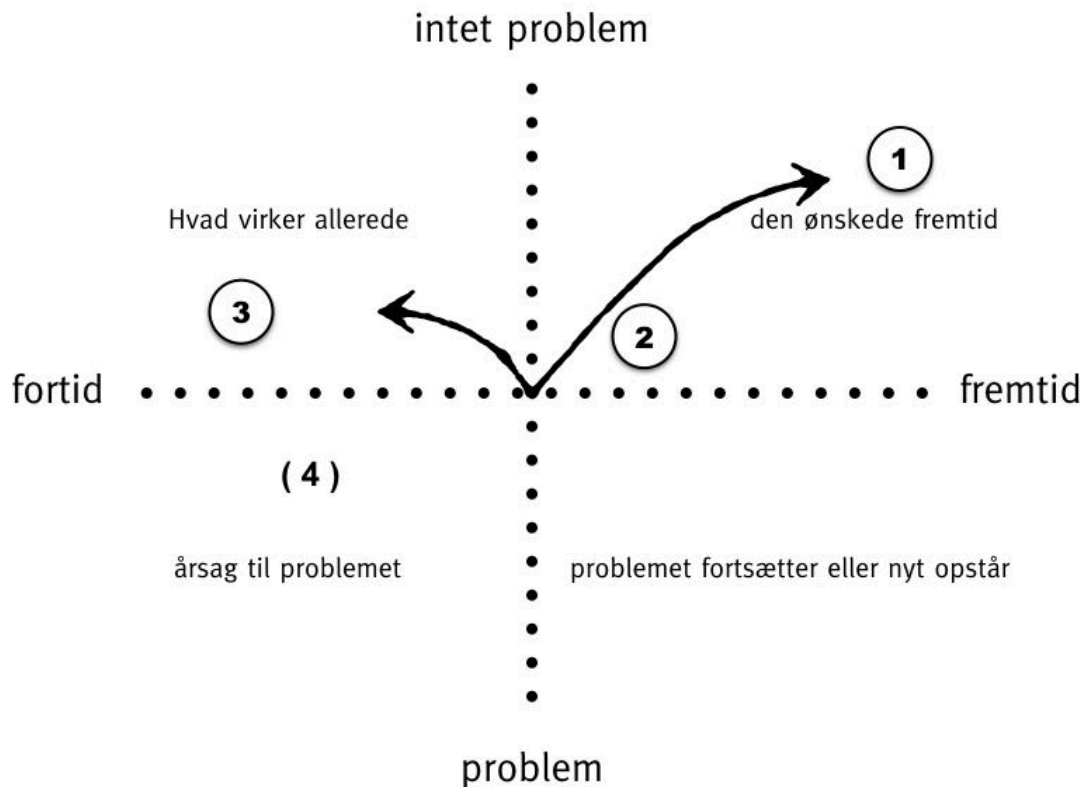 intet problem
1
Hvad virker allerede
den ønskede fremtid
3
2
fortid
fremtid
( 4 )
årsag til problemet
problemet fortsætter eller nyt opstår
problem